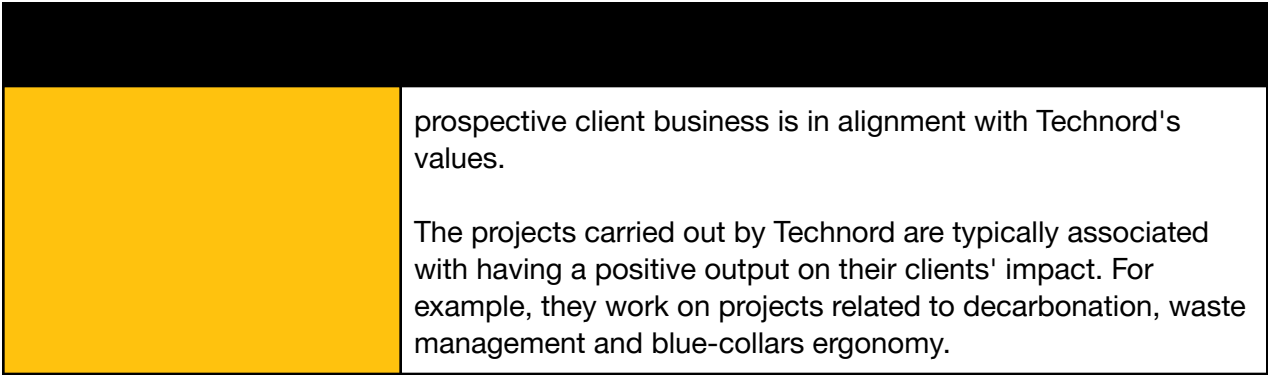 prospective client business is in alignment with Technord's
values.
The projects carried out by Technord are typically associated
with having a positive output on their clients' impact. For
example, they work on projects related to decarbonation, waste
management and blue-collars ergonomy.